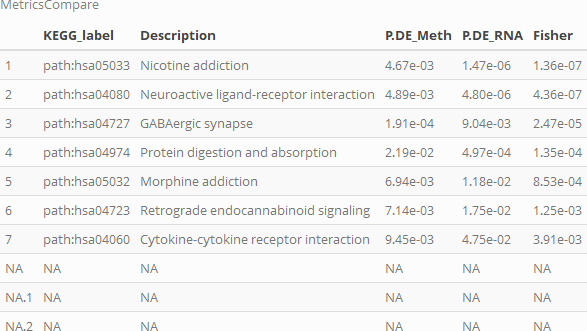 MetricsCompare
KEGG_label Description P.DE_Meth P.DE_RNA Fisher
1 path:hsa05033 Nicotine addiction 4.67e-03 1.47e-06 1.36e-07
2 path:hsa04080 Neuroactive ligand-receptor interaction 4.89e-03 4.80e-06 4.36e-07
3 path:hsa04727 GABAergic synapse 1.91e-04 9.04e-03 2.47e-05
4 path:hsa04974 Protein digestion and absorption 2.19e-02 4.97e-04 1.35e-04
5 path:hsa05032 Morphine addiction 6.94e-03 1.18e-02 8.53e-04
6 path:hsa04723 Retrograde endocannabinoid signaling 7.14e-03 1.75e-02 1.25e-03
7 path:hsa04060 Cytokine-cytokine receptor interaction 9.45e-03 4.75e-02 3.91e-03
NA NA NA NA NA NA
NA.1 NA NA NA NA NA
NA.2 NA NA NA NA NA